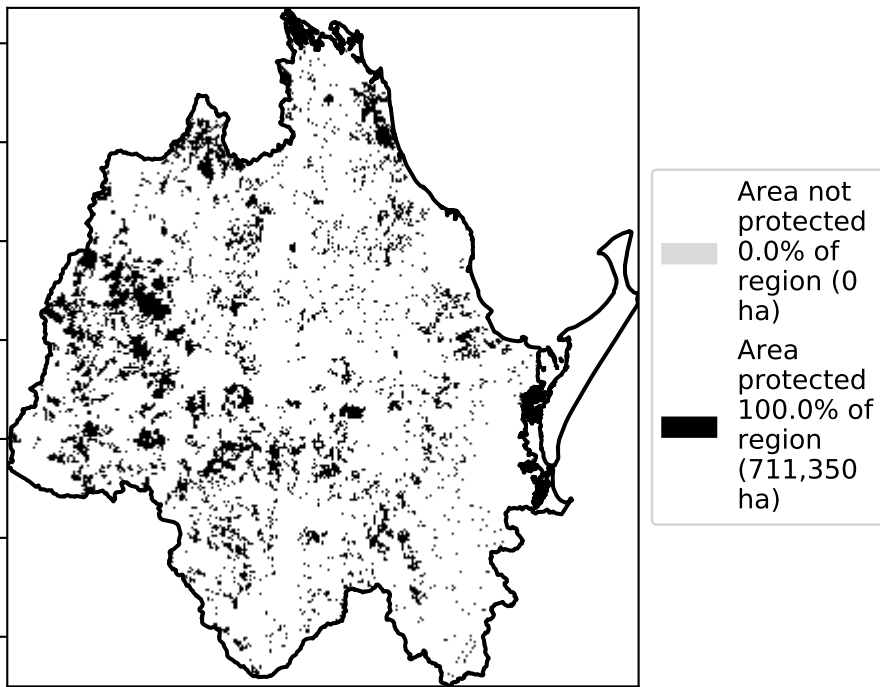 Area not
protected
0.0% of
region (0
ha)
Area
protected
100.0% of
region
(711,350
ha)